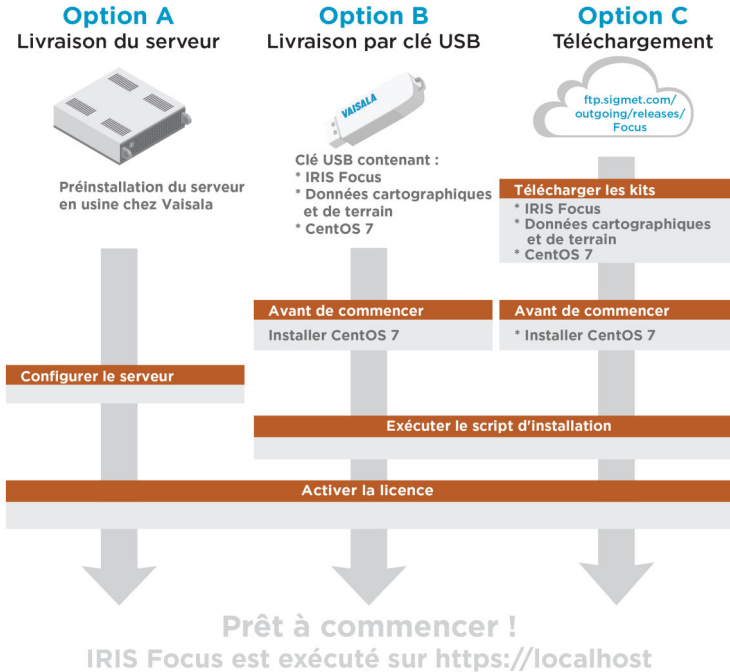 Option A
Livraison du serveur
Préinstallation du serveur
en usine chez Vaisala
Option B
Livraison par clé USB
VAISALA
Clé USB contenant :
* IRIS Focus
* Données cartographiques
et de terrain
* CentOS 7
Option C
Téléchargement
ftp.sigmet.com/
outgoing/releases/
Focus
Télécharger les kits
* IRIS Focus
* Données cartographiques
et de terrain
* CentOS 7
Avant de commencer
Installer CentOS 7
Avant de commencer
* Installer CentOS 7
Configurer le serveur
Exécuter le script d'installation
Activer la licence
Prêt à commencer !
IRIS Focus est exécuté sur https://localhost